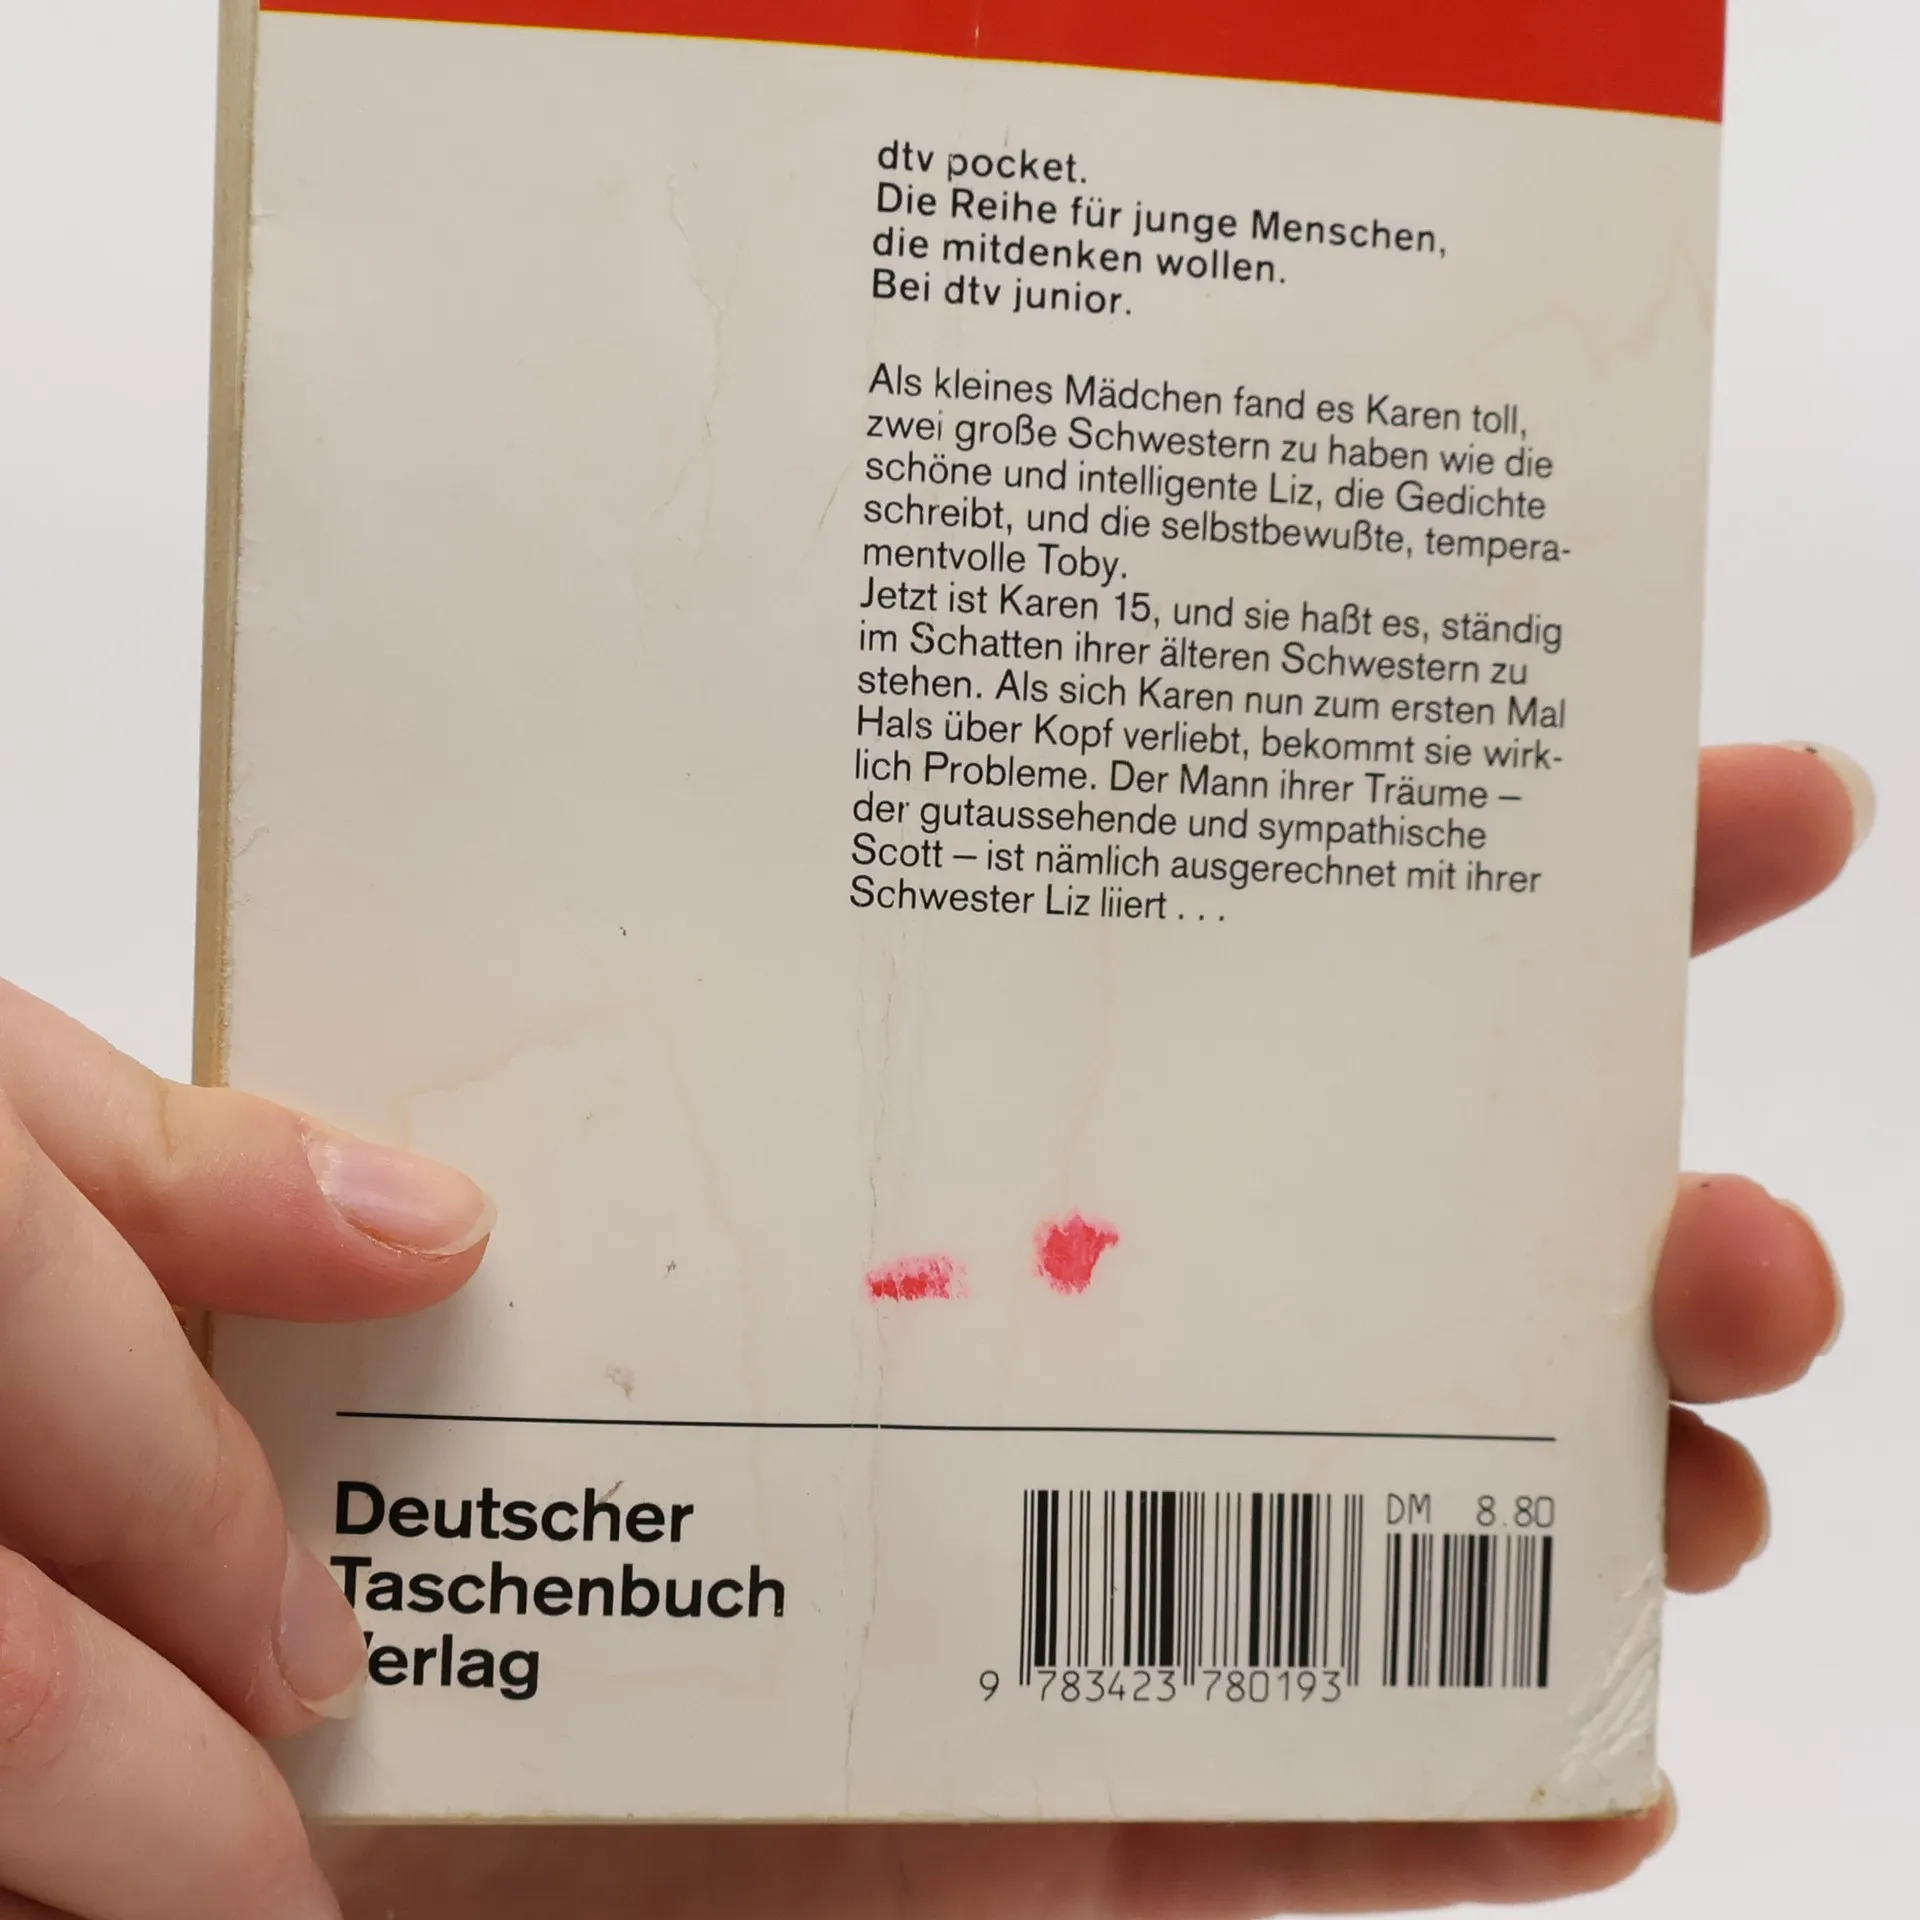 dtv pocket.
Die Reihe für junge Menschen,
die mitdenken wollen.
Bei dtv junior.
Als kleines Mädchen fand es Karen toll,
zwei große Schwestern zu haben wie die
schöne und intelligente Liz, die Gedichte
schreibt, und die selbstbewußte, tempera-
mentvolle Toby.
Jetzt ist Karen 15, und sie haßt es, ständig
im Schatten ihrer älteren Schwestern zu
stehen. Als sich Karen nun zum ersten Mal
Hals über Kopf verliebt, bekommt sie wirk-
lich Probleme. Der Mann ihrer Träume –
der gutaussehende und sympathische
Scott – ist nämlich ausgerechnet mit ihrer
Schwester Liz liiert . . .
Deutscher
Taschenbuch
Verlag
DM 8.80
9 783423 780193